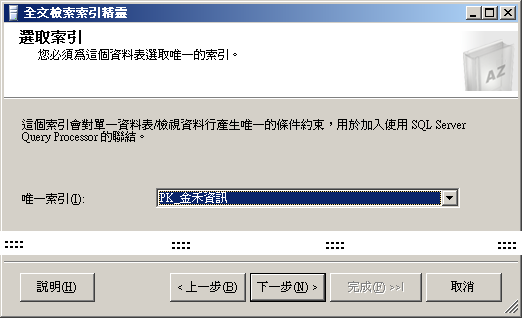 全文檢索索引精靈
選取索引
您必須為這個資料表選取唯一的索引。
AZ
這個索引會對單一資料表/檢視資料行產生唯一的條件約束，用於加入使用 SQL Server
Query Processor 的聯結。
唯一索引(I):
PK_金禾資訊
說明(H)
< 上一步(B)
下一步(N) >
完成(F) >>|
取消